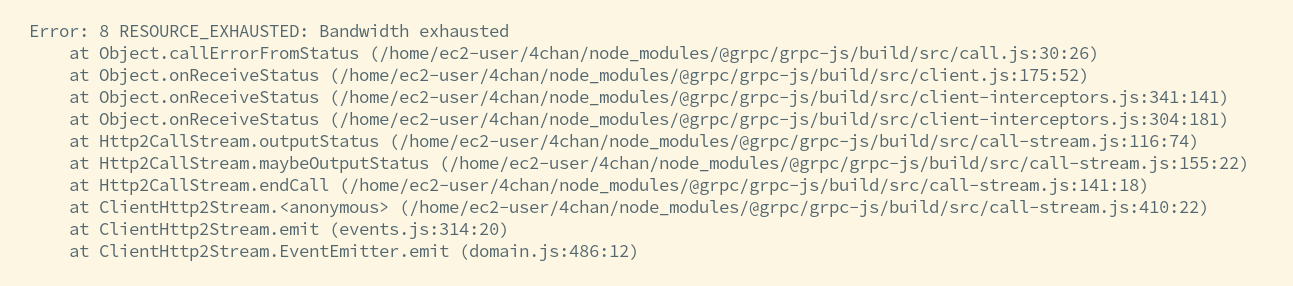 Error: 8 RESOURCE_EXHAUSTED: Bandwidth exhausted
    at Object.callErrorFromStatus (/home/ec2-user/4chan/node_modules/@grpc/grpc-js/build/src/call.js:30:26)
    at Object.onReceiveStatus (/home/ec2-user/4chan/node_modules/@grpc/grpc-js/build/src/client.js:175:52)
    at Object.onReceiveStatus (/home/ec2-user/4chan/node_modules/@grpc/grpc-js/build/src/client-interceptors.js:341:141)
    at Object.onReceiveStatus (/home/ec2-user/4chan/node_modules/@grpc/grpc-js/build/src/client-interceptors.js:304:181)
    at Http2CallStream.outputStatus (/home/ec2-user/4chan/node_modules/@grpc/grpc-js/build/src/call-stream.js:116:74)
    at Http2CallStream.maybeOutputStatus (/home/ec2-user/4chan/node_modules/@grpc/grpc-js/build/src/call-stream.js:155:22)
    at Http2CallStream.endCall (/home/ec2-user/4chan/node_modules/@grpc/grpc-js/build/src/call-stream.js:141:18)
    at ClientHttp2Stream.<anonymous> (/home/ec2-user/4chan/node_modules/@grpc/grpc-js/build/src/call-stream.js:410:22)
    at ClientHttp2Stream.emit (events.js:314:20)
    at ClientHttp2Stream.EventEmitter.emit (domain.js:486:12)